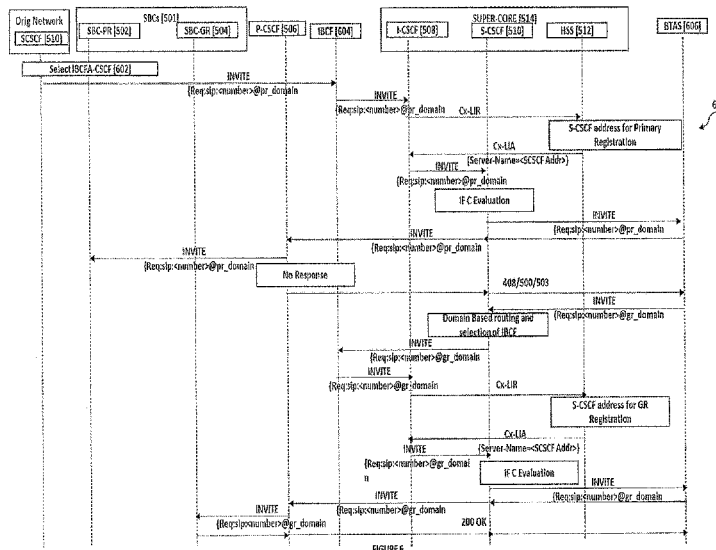 Orig Network
SCSCF [510]
SBCs [501]
SBC-PR [502]
SBC-GR [504]
P-CSCF [506]
IBCF [604]
SUPER-CORE [514]
I-CSCF [508]
S-CSCF [510]
HSS [512]
BTAS [606]
Select IBCFA-CSCF [602]
INVITE
{Req:sip:<number>@pr_domain
INVITE
{Req:sip:<number>@pr_domain
Cx-LIR
6
S-CSCF address for Primary
Registration
Cx-LIA
{Server-Name=<SCSCF Addr>}
INVITE
{Req:sip:<number>@pr_domain
IF C Evaluation
INVITE
{Req:sip:<number>@pr_domain
INVITE
{Req:sip:<number>@pr_domain
INVITE
{Req:sip:<number>@pr_domain
No Response
408/500/503
INVITE
{Req:sip:<number>@gr_domain
Domain Based routing and
selection of IBCF
INVITE
{Req:sip:<number>@gr_domain
INVITE
{Req:sip:<number>@gr_domain
Cx-LIR
S-CSCF address for GR
Registration
Cx-LIA
{Server-Name=<SCSCF Addr>}
INVITE
{Req:sip:<number>@gr_domai
n
IF C Evaluation
INVITE
{Req:sip:<number>@gr_domain
INVITE
{Req:sip:<number>@gr_domain
INVITE
{Req:sip:<number>@gr_domain
200 OK
FIGURE 6